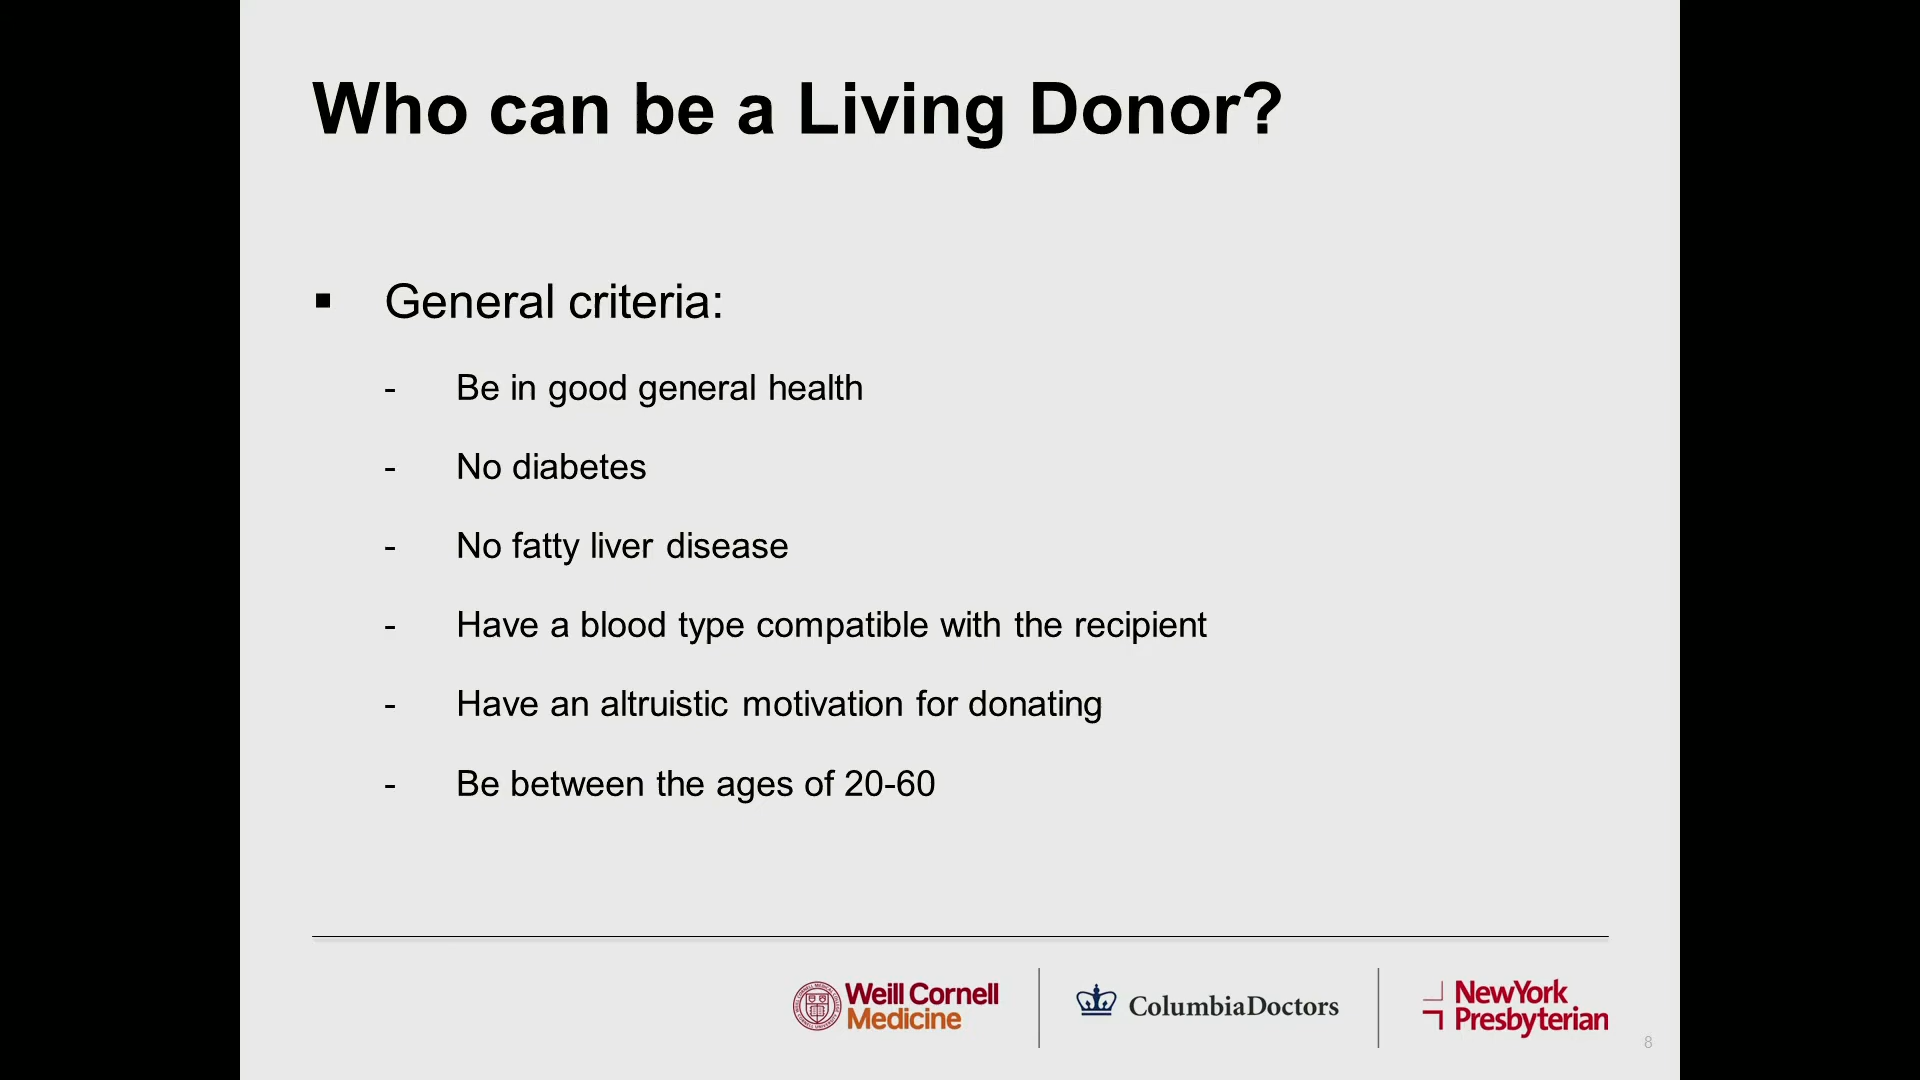 Who can be a Living Donor?
▪ General criteria:
- Be in good general health
- No diabetes
- No fatty liver disease
- Have a blood type compatible with the recipient
- Have an altruistic motivation for donating
- Be between the ages of 20-60
Weill Cornell
Medicine
ColumbiaDoctors
NewYork
Presbyterian
8